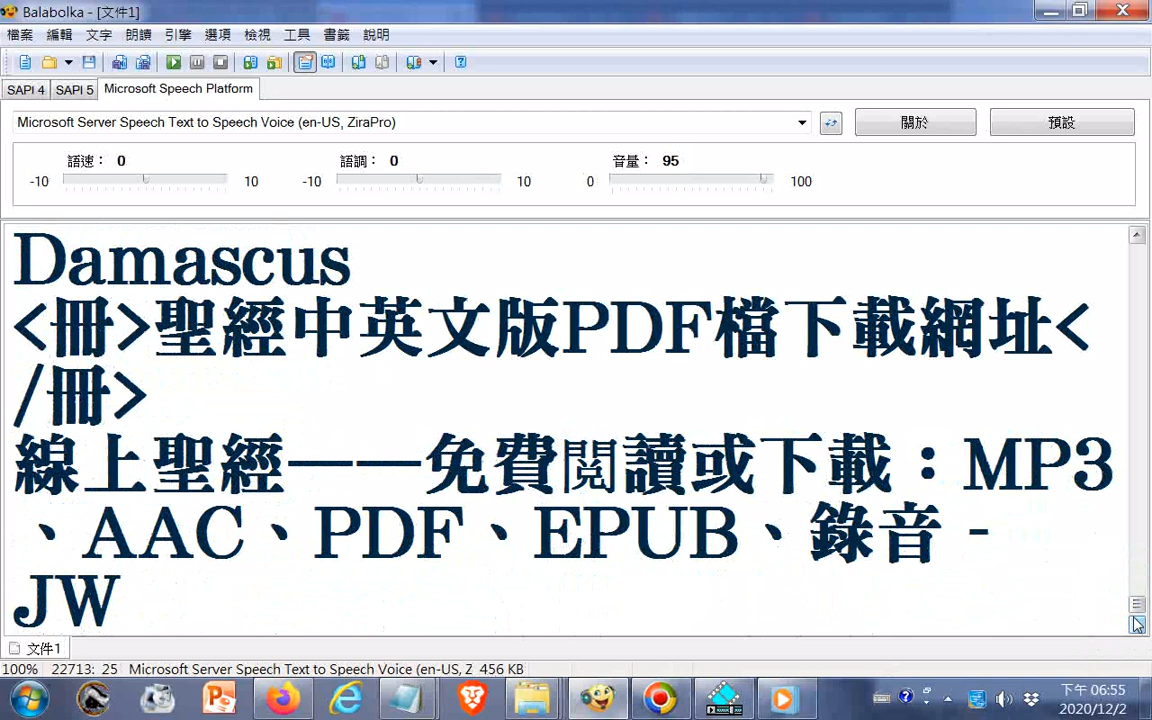 Balabolka - [文件1]
檔案 編輯 文字 朗讀 引擎 選項 檢視 工具 書籤 說明
SAPI 4 SAPI 5 Microsoft Speech Platform
Microsoft Server Speech Text to Speech Voice (en-US, ZiraPro) 關於 預設
語速： 0 語調： 0 音量： 95
-10 10 -10 10 0 100
Damascus
<冊>聖經中英文版PDF檔下載網址<
/冊>
線上聖經——免費閱讀或下載：MP3
、AAC、PDF、EPUB、錄音 -
JW
文件1
100% 22713: 25 Microsoft Server Speech Text to Speech Voice (en-US, Z 456 KB
下午 06:55
2020/12/2